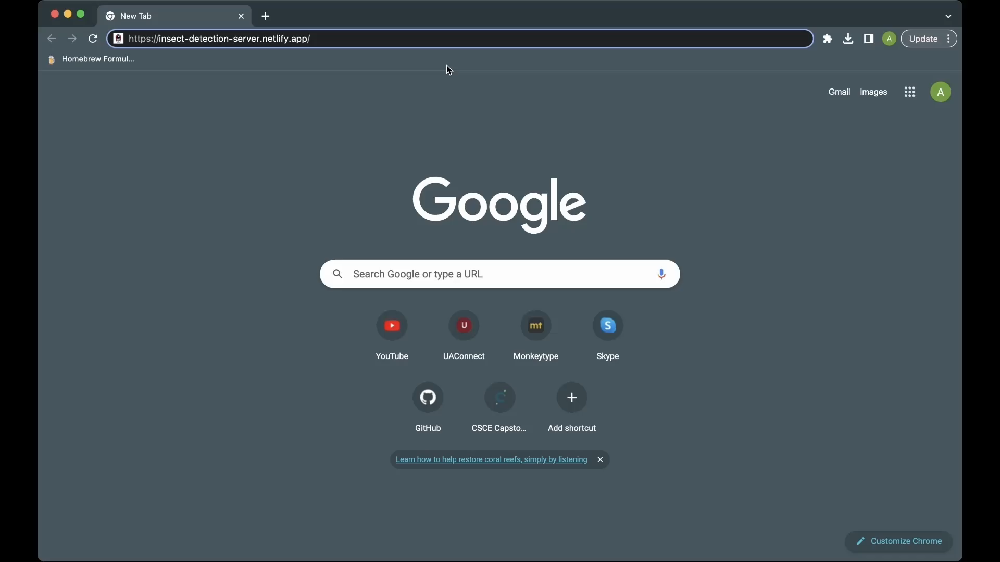 New Tab
https://insect-detection-server.netlify.app/
A
Update
Homebrew Formul...
Gmail
Images
A
Google
Search Google or type a URL
U
mt
S
YouTube
UAConnect
Monkeytype
Skype
GitHub
CSCE Capsto...
Add shortcut
Learn how to help restore coral reefs, simply by listening
Customize Chrome